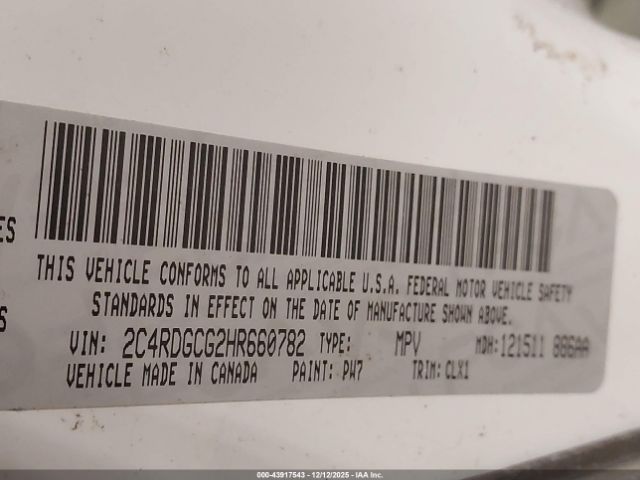 ES
THIS VEHICLE CONFORMS TO ALL APPLICABLE U.S.A. FEDERAL MOTOR VEHICLE SAFETY
STANDARDS IN EFFECT ON THE DATE OF MANUFACTURE SHOWN ABOVE.
S
VIN: 2C4RDGCG2HR660782 TYPE: MPV MDH: 121511 886AA
VEHICLE MADE IN CANADA PAINT: PW7 TRIM: CLX1
000-43917543 - 12/12/2025 - IAA Inc.